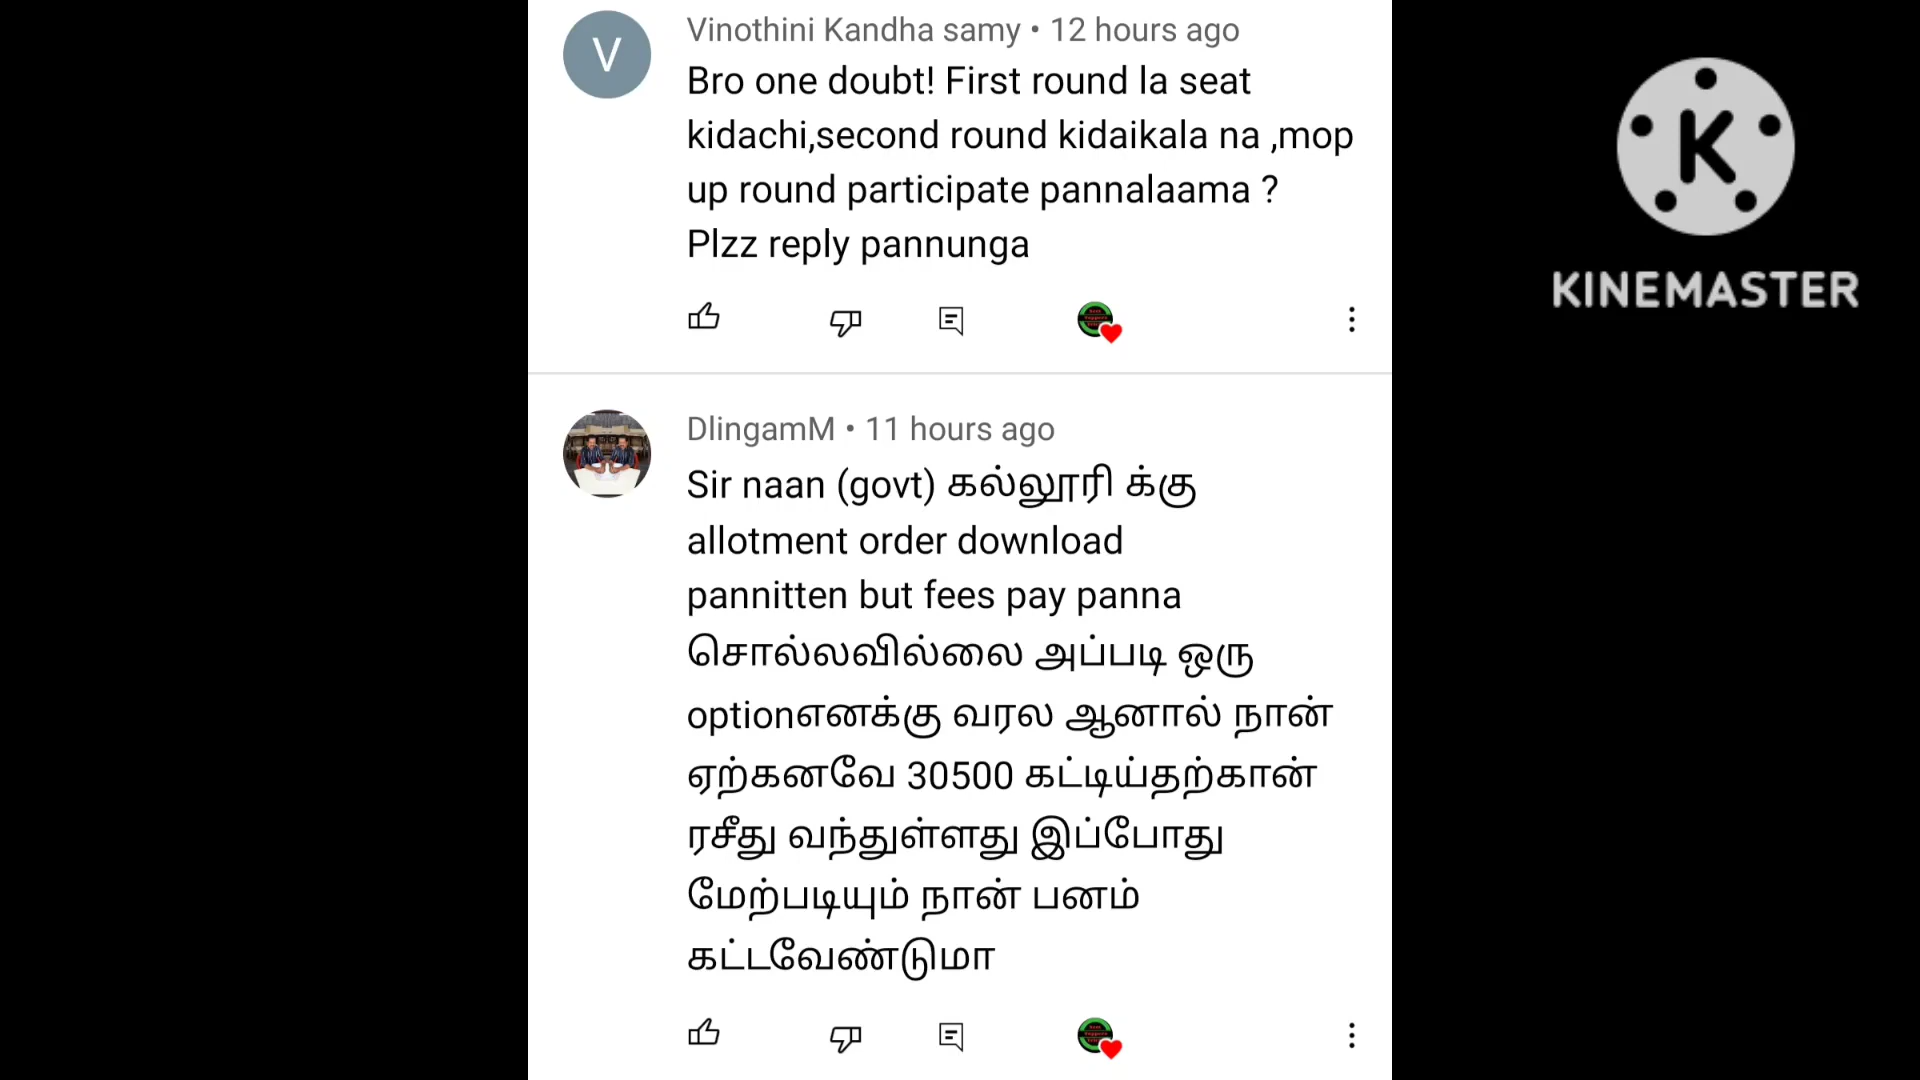 V
Vinothini Kandha samy • 12 hours ago
Bro one doubt! First round la seat
kidachi,second round kidaikala na ,mop
up round participate pannalaama ?
Plzz reply pannunga
K
KINEMASTER
DlingamM • 11 hours ago
Sir naan (govt) கல்லூரி க்கு
allotment order download
pannitten but fees pay panna
சொல்லவில்லை அப்படி ஒரு
optionஎனக்கு வரல ஆனால் நான்
ஏற்கனவே 30500 கட்டிய்தற்கான்
ரசீது வந்துள்ளது இப்போது
மேற்படியும் நான் பனம்
கட்டவேண்டுமா